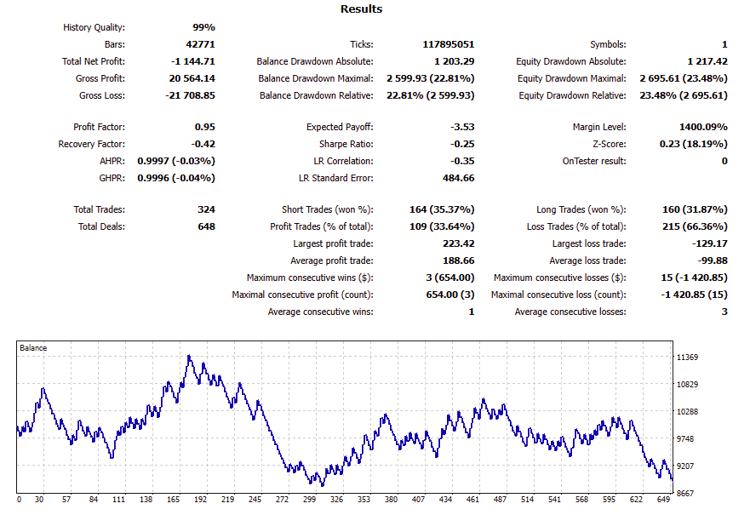 Results
History Quality: 99%
Bars: 42771 Ticks: 117895051 Symbols: 1
Total Net Profit: -1 144.71 Balance Drawdown Absolute: 1 203.29 Equity Drawdown Absolute: 1 217.42
Gross Profit: 20 564.14 Balance Drawdown Maximal: 2 599.93 (22.81%) Equity Drawdown Maximal: 2 695.61 (23.48%)
Gross Loss: -21 708.85 Balance Drawdown Relative: 22.81% (2 599.93) Equity Drawdown Relative: 23.48% (2 695.61)
Profit Factor: 0.95 Expected Payoff: -3.53 Margin Level: 1400.09%
Recovery Factor: -0.42 Sharpe Ratio: -0.25 Z-Score: 0.23 (18.19%)
AHPR: 0.9997 (-0.03%) LR Correlation: -0.35 OnTester result: 0
GHPR: 0.9996 (-0.04%) LR Standard Error: 484.66
Total Trades: 324 Short Trades (won %): 164 (35.37%) Long Trades (won %): 160 (31.87%)
Total Deals: 648 Profit Trades (% of total): 109 (33.64%) Loss Trades (% of total): 215 (66.36%)
Largest profit trade: 223.42 Largest loss trade: -129.17
Average profit trade: 188.66 Average loss trade: -99.88
Maximum consecutive wins ($): 3 (654.00) Maximum consecutive losses ($): 15 (-1 420.85)
Maximal consecutive profit (count): 654.00 (3) Maximal consecutive loss (count): -1 420.85 (15)
Average consecutive wins: 1 Average consecutive losses: 3
Balance
11369
10829
10288
9748
9207
8667
0 30 57 84 111 138 165 192 219 245 272 299 326 353 380 407 434 461 487 514 541 568 595 622 649